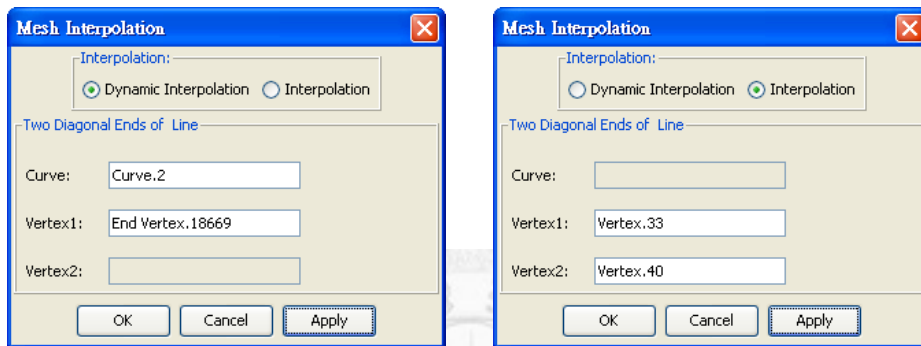 Mesh Interpolation
Interpolation:
Dynamic Interpolation Interpolation
Two Diagonal Ends of Line
Curve: Curve.2
Vertex1: End Vertex.18669
Vertex2:
OK Cancel Apply
Mesh Interpolation
Interpolation:
Dynamic Interpolation Interpolation
Two Diagonal Ends of Line
Curve:
Vertex1: Vertex.33
Vertex2: Vertex.40
OK Cancel Apply